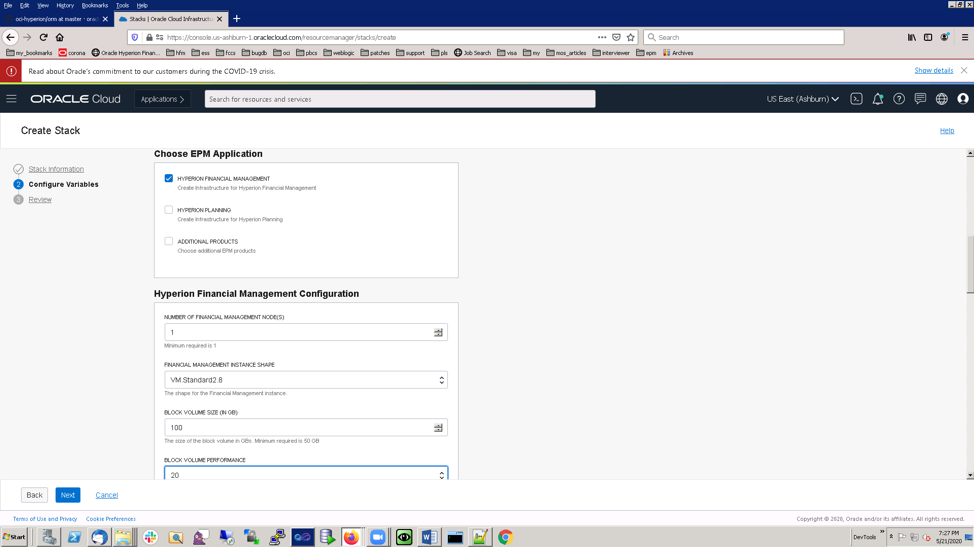 File Edit View History Bookmarks Tools Help
oci-hyperion/orm at master - orac
Stacks | Oracle Cloud Infrastructu
https://console.us-ashburn-1.oraclecloud.com/resourcemanager/stacks/create
Search
my_bookmarks corona Oracle Hyperion Finan... hfm ess fccs bugdb oci pbcs weblogic patches support pls Job Search visa my mos_articles interviewer epm Archives
Read about Oracle's commitment to our customers during the COVID-19 crisis.
Show details
ORACLE Cloud
Applications
Search for resources and services
US East (Ashburn)
Create Stack
Help
Stack Information
2 Configure Variables
3 Review
Choose EPM Application
HYPERION FINANCIAL MANAGEMENT
Create Infrastructure for Hyperion Financial Management
HYPERION PLANNING
Create Infrastructure for Hyperion Planning
ADDITIONAL PRODUCTS
Choose additional EPM products
Hyperion Financial Management Configuration
NUMBER OF FINANCIAL MANAGEMENT NODE(S)
1
Minimum required is 1
FINANCIAL MANAGEMENT INSTANCE SHAPE
VM.Standard2.8
The shape for the Financial Management instance.
BLOCK VOLUME SIZE (IN GB)
100
The size of the block volume in GBs. Minimum required is 50 GB
BLOCK VOLUME PERFORMANCE
20
Back
Next
Cancel
Terms of Use and Privacy
Cookie Preferences
Copyright © 2020, Oracle and/or its affiliates. All rights reserved.
Start
DevTools
7:27 PM
5/21/2020